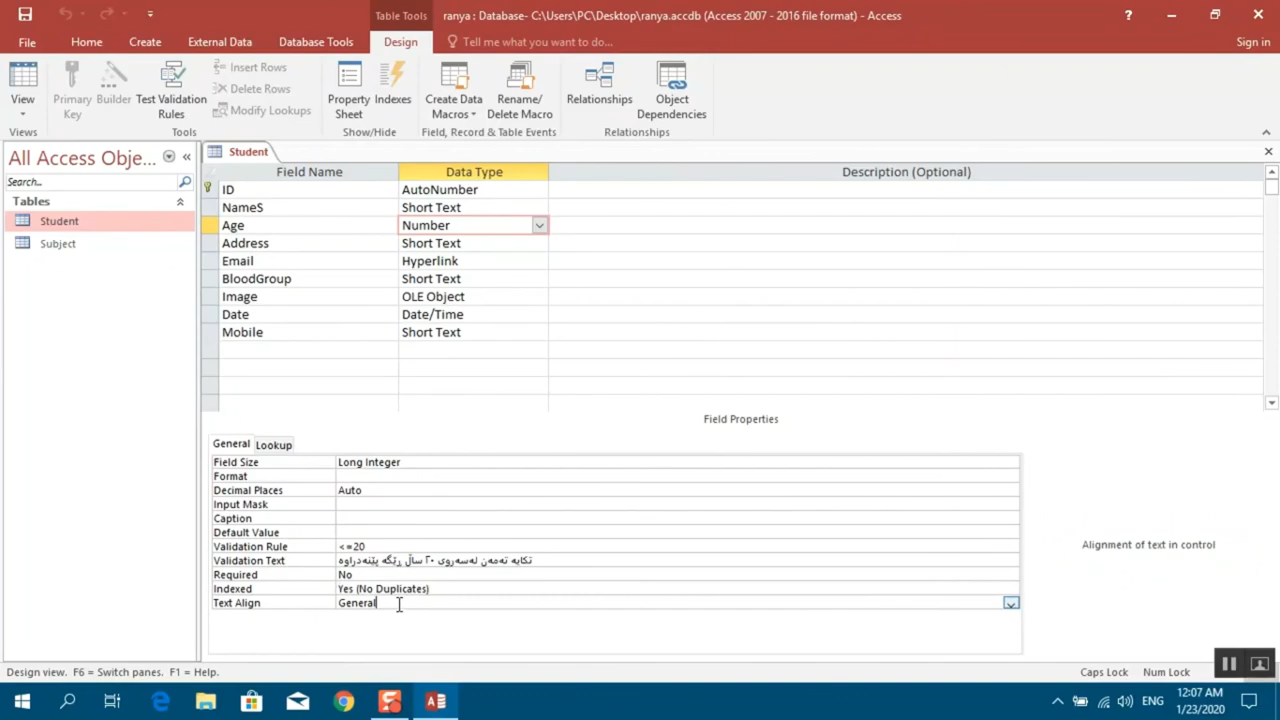 Table Tools
ranya : Database- C:\Users\PC\Desktop\ranya.accdb (Access 2007 - 2016 file format) - Access
?
File
Home
Create
External Data
Database Tools
Design
Tell me what you want to do...
Sign in
View
Primary Key
Builder
Test Validation Rules
Insert Rows
Delete Rows
Modify Lookups
Property Sheet
Indexes
Create Data Macros
Rename/ Delete Macro
Relationships
Object Dependencies
Views
Tools
Show/Hide
Field, Record & Table Events
Relationships
All Access Obje...
Search...
Tables
Student
Subject
Student
Field Name Data Type Description (Optional)
ID AutoNumber
NameS Short Text
Age Number
Address Short Text
Email Hyperlink
BloodGroup Short Text
Image OLE Object
Date Date/Time
Mobile Short Text
Field Properties
General Lookup
Field Size Long Integer
Format
Decimal Places Auto
Input Mask
Caption
Default Value
Validation Rule <=20
Validation Text تكایه تەمەن لەسەروی ٢٠ ساڵ ڕێگە پێنەدراوە
Required No
Indexed Yes (No Duplicates)
Text Align General
Alignment of text in control
Design view. F6 = Switch panes. F1 = Help.
Caps Lock Num Lock
ENG
12:07 AM
1/23/2020